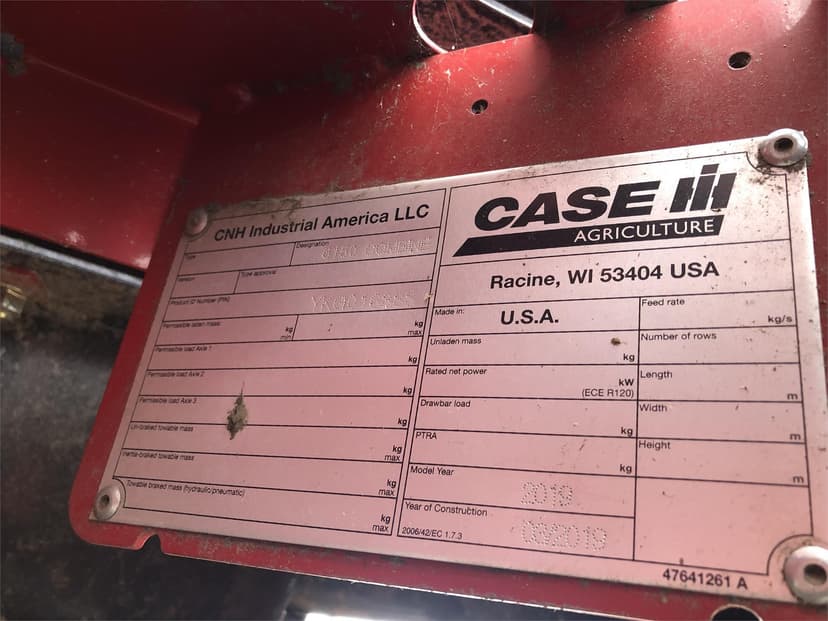 CNH Industrial America LLC
Type
Designation
COMBINE
Version
Type approval
Product ID Number (PIN)
Permissible laden mass:
kg
min
kg
max
Permissible load Axle 1
kg
Permissible load Axle 2
kg
Permissible load Axle 3
kg
Un-braked towable mass
kg
max
Inertia-braked towable mass
kg
max
Towable braked mass (hydraulic/pneumatic)
kg
max
CASE IH
AGRICULTURE
Racine, WI 53404 USA
Made in:
U.S.A.
Unladen mass
kg
Rated net power
kW
(ECE R120)
Drawbar load
kg
PTRA
kg
Model Year
2019
Year of Construction
09/2019
2006/42/EC 1.7.3
Feed rate
kg/s
Number of rows
Length
m
Width
m
Height
m
47641261 A